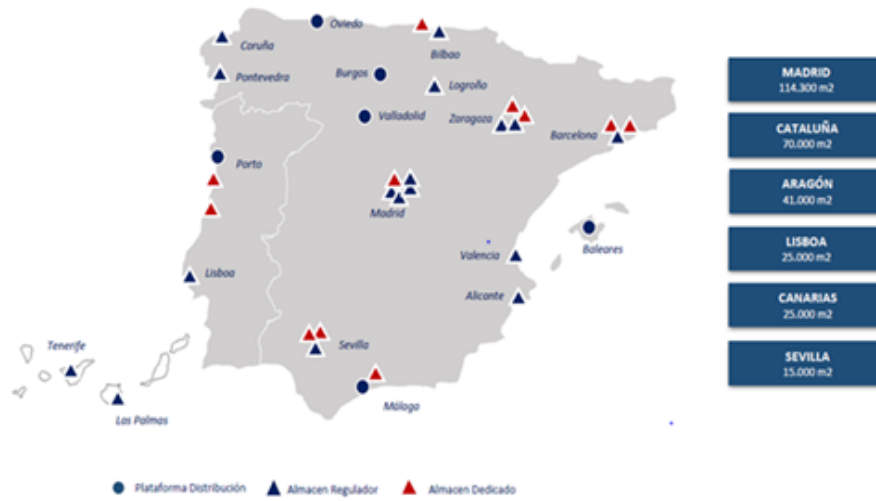 Oviedo
Coruña
Bilbao
Burgos
Pontevedra
Logroño
Valladolid
Zaragoza
Barcelona
Porto
Madrid
Baleares
Valencia
Lisboa
Alicante
Tenerife
Sevilla
Las Palmas
Málaga
MADRID
114.300 m2
CATALUÑA
70.000 m2
ARAGÓN
41.000 m2
LISBOA
25.000 m2
CANARIAS
25.000 m2
SEVILLA
15.000 m2
Plataforma Distribución
Almacen Regulador
Almacen Dedicado